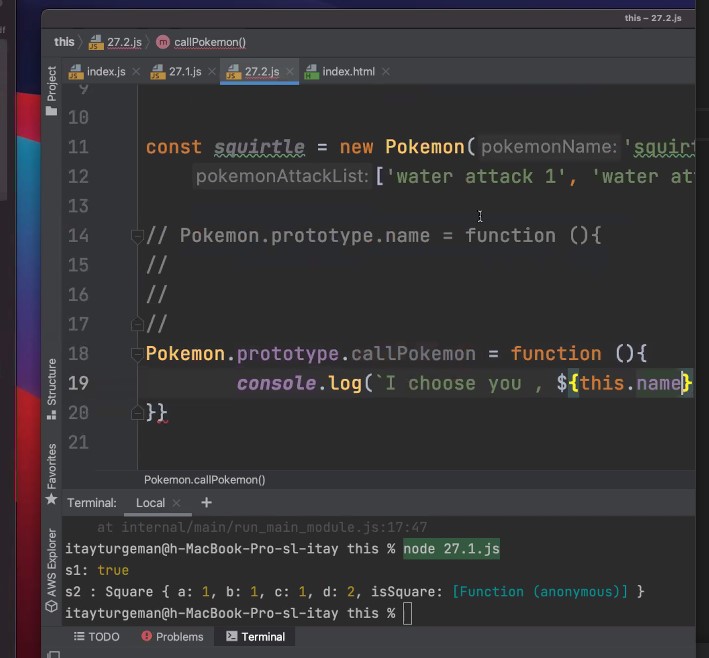 this – 27.2.js
this 27.2.js callPokemon()
index.js 27.1.js 27.2.js index.html
Project
9
10
11 const squirtle = new Pokemon( pokemonName: 'squirt
12 pokemonAttackList: ['water attack 1', 'water at
13
14 // Pokemon.prototype.name = function (){
15 //
16 //
17 //
18 Pokemon.prototype.callPokemon = function (){
19 console.log(`I choose you , ${this.name}
20 }}
21
Structure
Favorites
AWS Explorer
Pokemon.callPokemon()
Terminal: Local +
at internal/main/run_main_module.js:17:47
itayturgeman@h-MacBook-Pro-sl-itay this % node 27.1.js
s1: true
s2 : Square { a: 1, b: 1, c: 1, d: 2, isSquare: [Function (anonymous)] }
itayturgeman@h-MacBook-Pro-sl-itay this %
TODO Problems Terminal